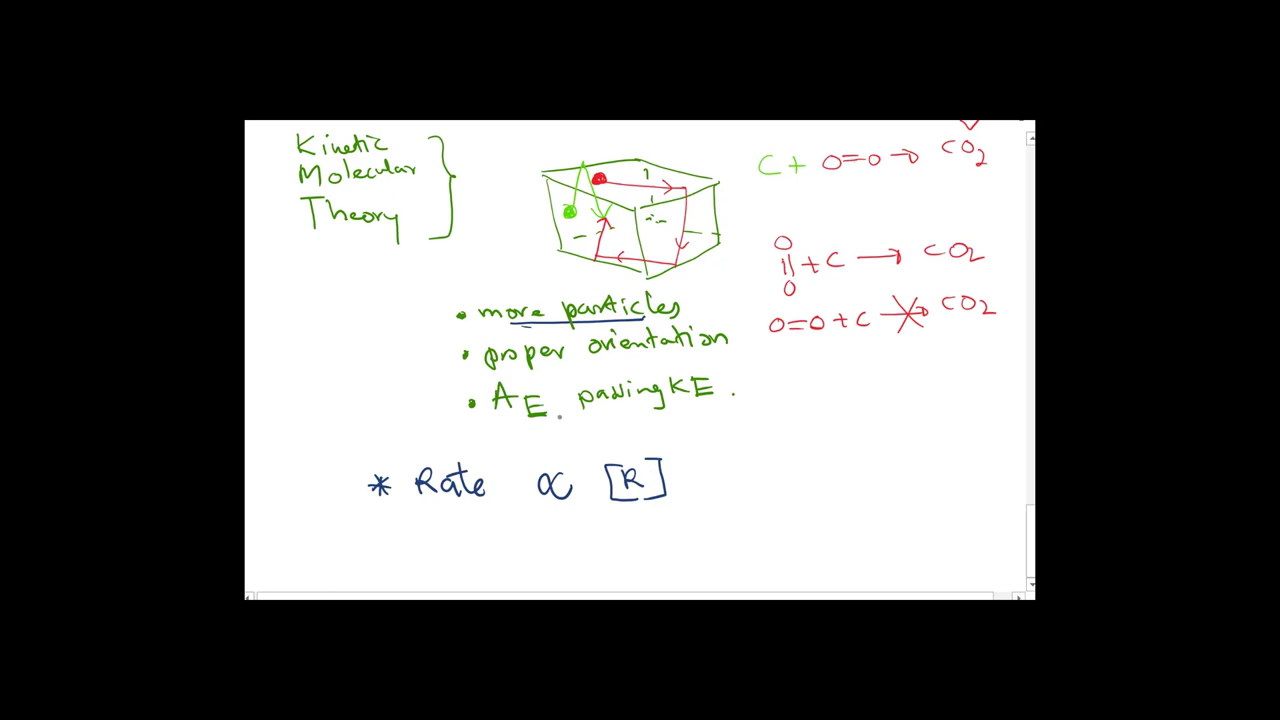 Kinetic
Molecular
Theory
C + O=O → CO2
O
|| + C → CO2
O
O=O + C → CO2
• more particles
• proper orientation
• AE passing KE.
* Rate ∝ [R]